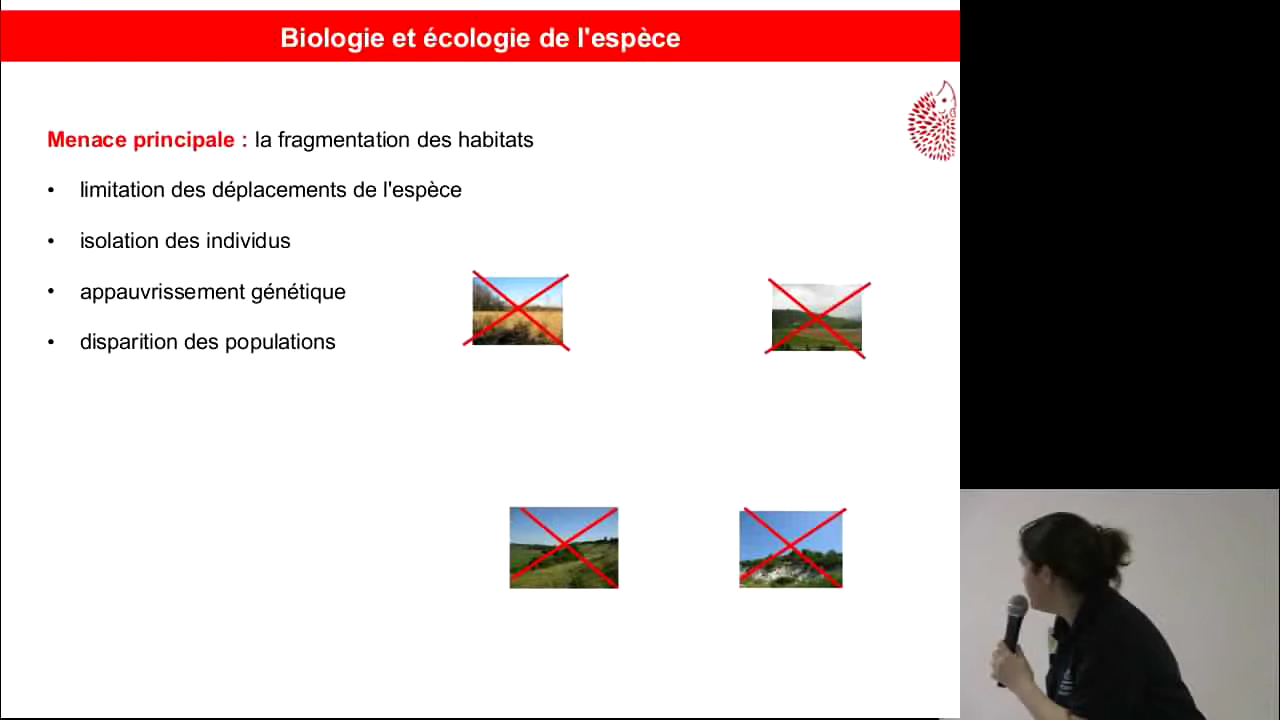 Biologie et écologie de l'espèce
Menace principale : la fragmentation des habitats
• limitation des déplacements de l'espèce
• isolation des individus
• appauvrissement génétique
• disparition des populations